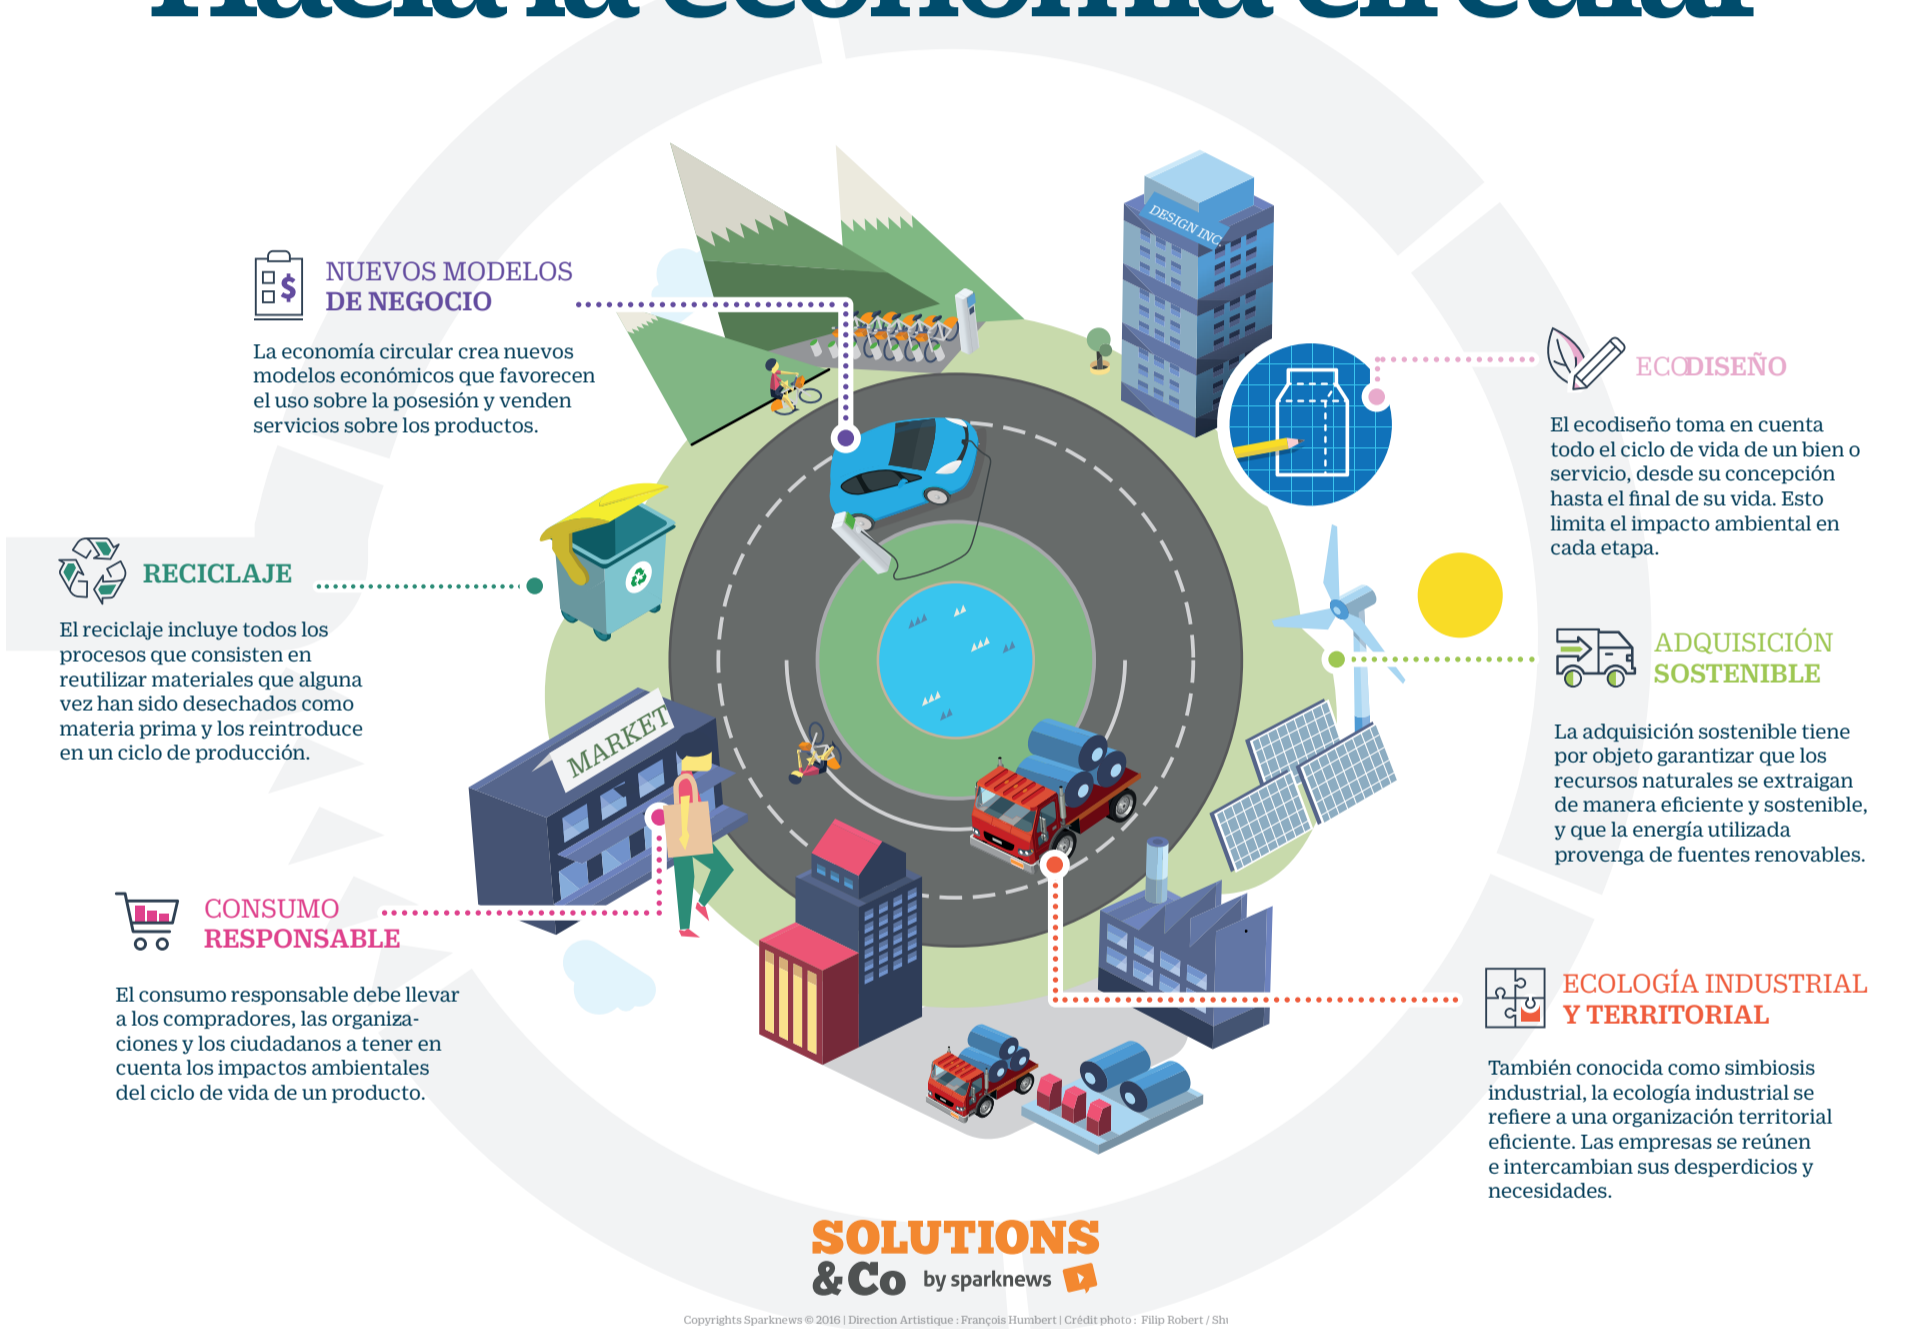 Hacia la economía circular
DESIGN INC.
NUEVOS MODELOS
DE NEGOCIO
La economía circular crea nuevos
modelos económicos que favorecen
el uso sobre la posesión y venden
servicios sobre los productos.
ECODISEÑO
El ecodiseño toma en cuenta
todo el ciclo de vida de un bien o
servicio, desde su concepción
hasta el final de su vida. Esto
limita el impacto ambiental en
cada etapa.
RECICLAJE
El reciclaje incluye todos los
procesos que consisten en
reutilizar materiales que alguna
vez han sido desechados como
materia prima y los reintroduce
en un ciclo de producción.
ADQUISICIÓN
SOSTENIBLE
La adquisición sostenible tiene
por objeto garantizar que los
recursos naturales se extraigan
de manera eficiente y sostenible,
y que la energía utilizada
provenga de fuentes renovables.
MARKET
CONSUMO
RESPONSABLE
El consumo responsable debe llevar
a los compradores, las organiza-
ciones y los ciudadanos a tener en
cuenta los impactos ambientales
del ciclo de vida de un producto.
ECOLOGÍA INDUSTRIAL
Y TERRITORIAL
También conocida como simbiosis
industrial, la ecología industrial se
refiere a una organización territorial
eficiente. Las empresas se reúnen
e intercambian sus desperdicios y
necesidades.
SOLUTIONS
&Co by sparknews
Copyrights Sparknews © 2016 | Direction Artistique : François Humbert | Crédit photo : Filip Robert /